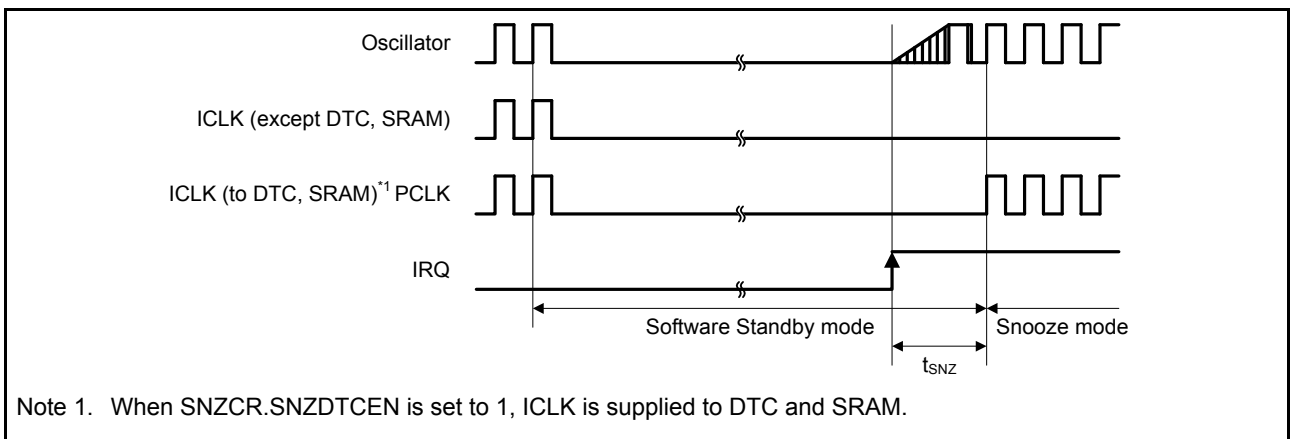 Oscillator
ICLK (except DTC, SRAM)
ICLK (to DTC, SRAM)*1 PCLK
IRQ
Software Standby mode
Snooze mode
tSNZ
Note 1. When SNZCR.SNZDTCEN is set to 1, ICLK is supplied to DTC and SRAM.